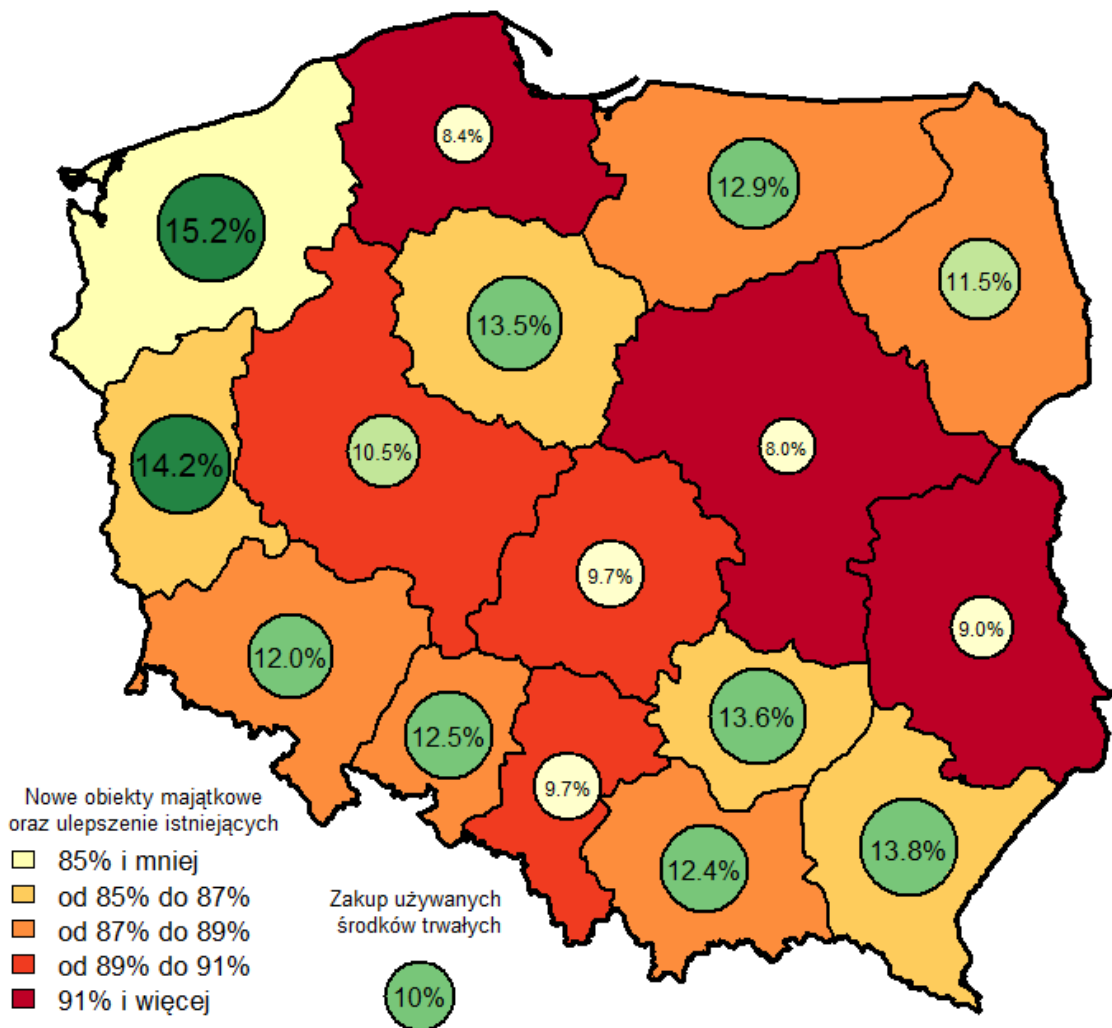 8.4%
12.9%
15.2%
11.5%
13.5%
10.5%
8.0%
14.2%
9.7%
9.0%
12.0%
13.6%
12.5%
9.7%
13.8%
12.4%
Nowe obiekty majątkowe
oraz ulepszenie istniejących
85% i mniej
od 85% do 87%
od 87% do 89%
od 89% do 91%
91% i więcej
Zakup używanych
środków trwałych
10%